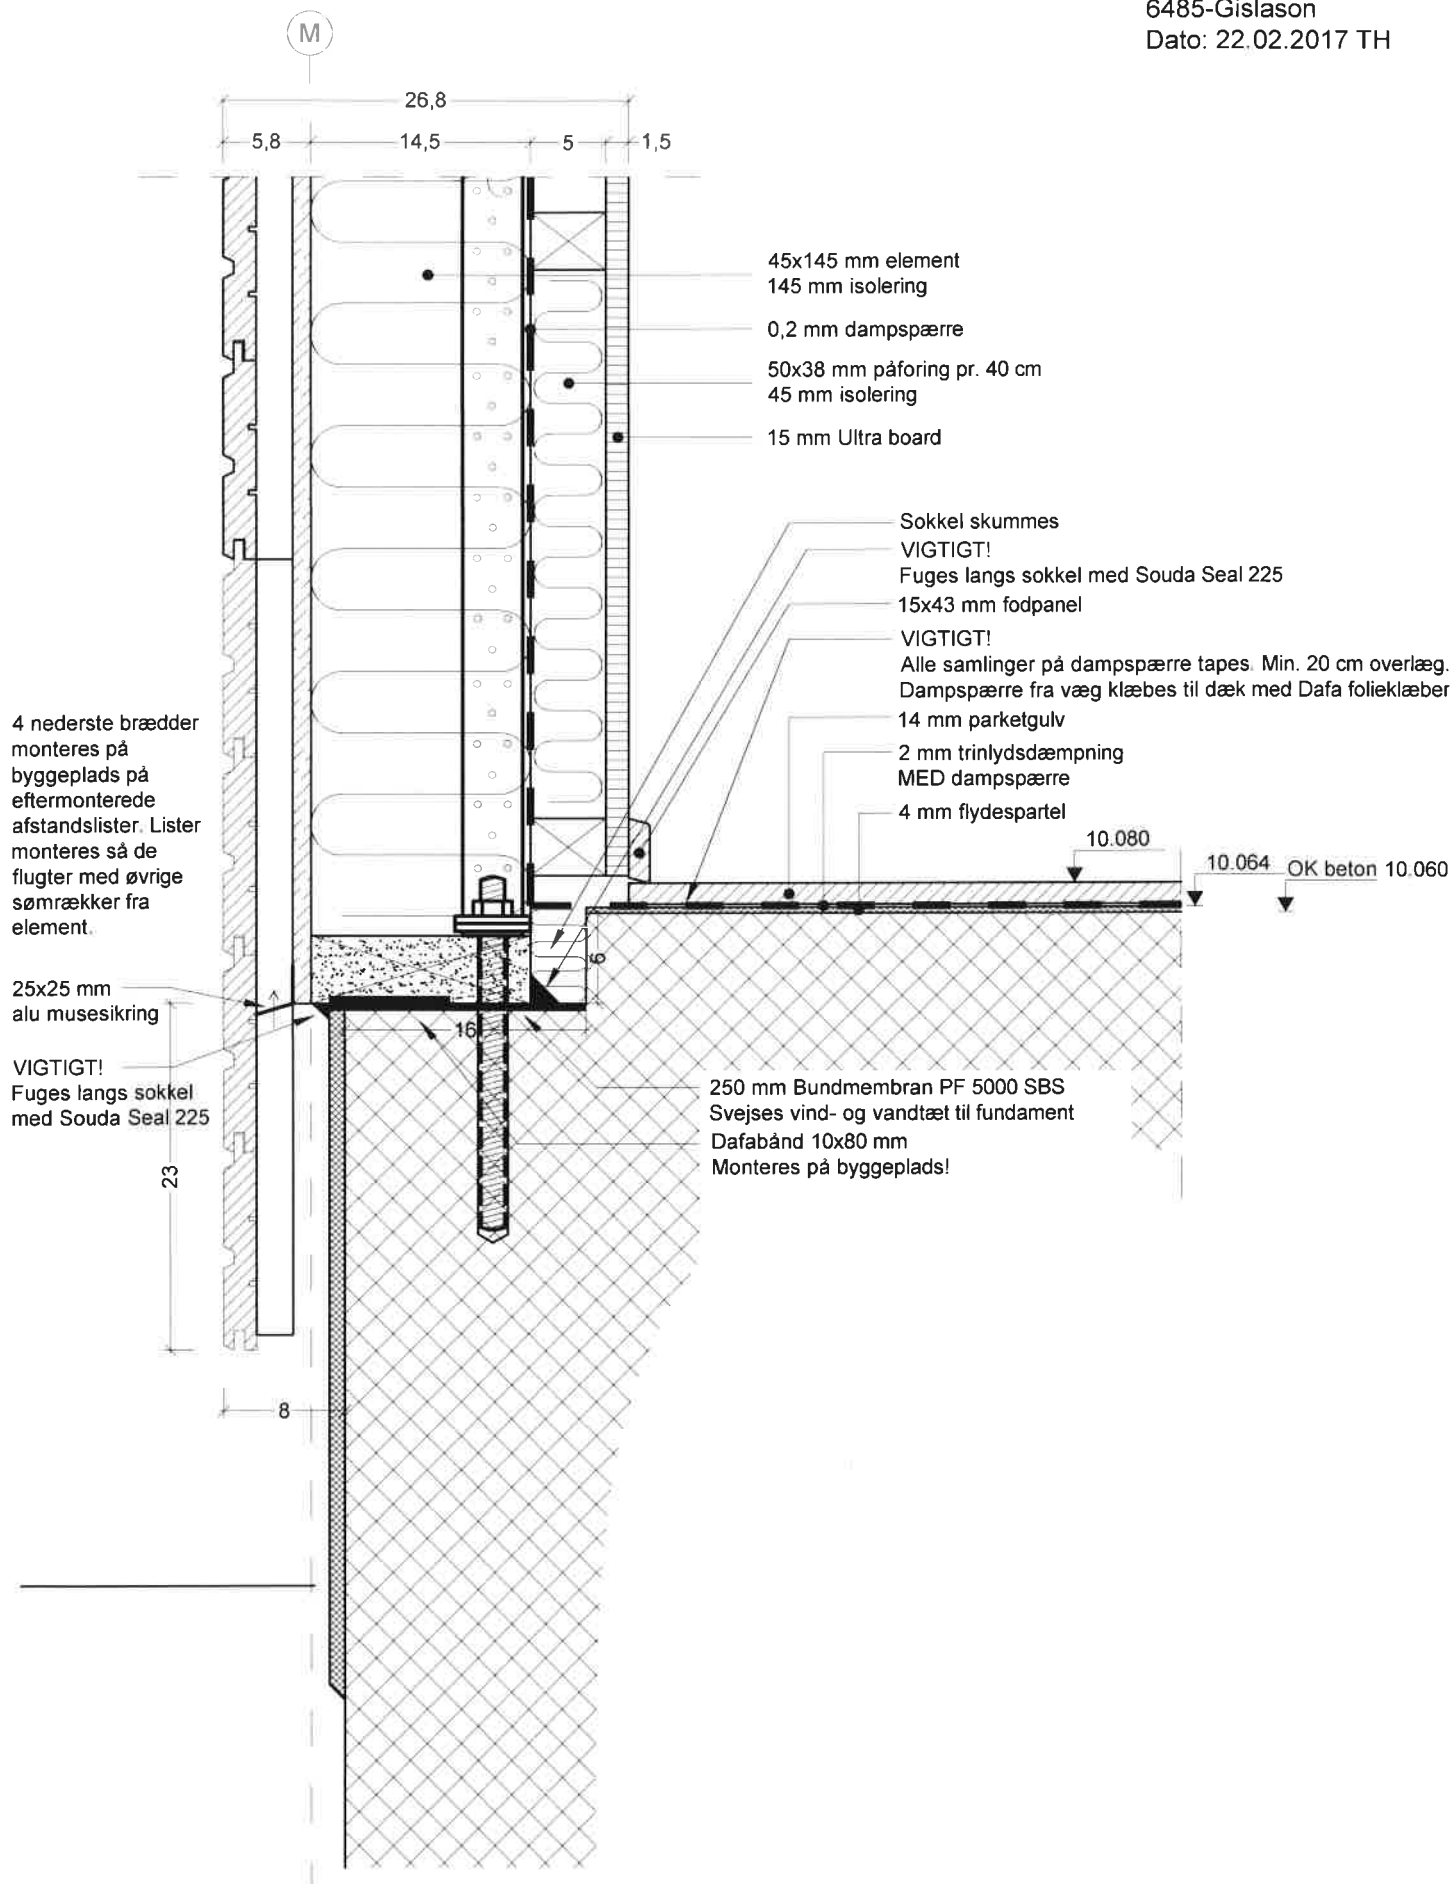 6485-Gislason
Dato: 22.02.2017 TH
M
26,8
5,8
14,5
5
1,5
45x145 mm element
145 mm isolering
0,2 mm dampspærre
50x38 mm påforing pr. 40 cm
45 mm isolering
15 mm Ultra board
Sokkel skummes
VIGTIGT!
Fuges langs sokkel med Souda Seal 225
15x43 mm fodpanel
VIGTIGT!
Alle samlinger på dampspærre tapes. Min. 20 cm overlæg.
Dampspærre fra væg klæbes til dæk med Dafa folieklæber
14 mm parketgulv
2 mm trinlydsdæmpning
MED dampspærre
4 mm flydespartel
10.080
10.064
OK beton 10.060
4 nederste brædder
monteres på
byggeplads på
eftermonterede
afstandslister. Lister
monteres så de
flugter med øvrige
sømrækker fra
element.
6
25x25 mm
alu musesikring
16
VIGTIGT!
Fuges langs sokkel
med Souda Seal 225
250 mm Bundmembran PF 5000 SBS
Svejses vind- og vandtæt til fundament
Dafabånd 10x80 mm
Monteres på byggeplads!
23
8